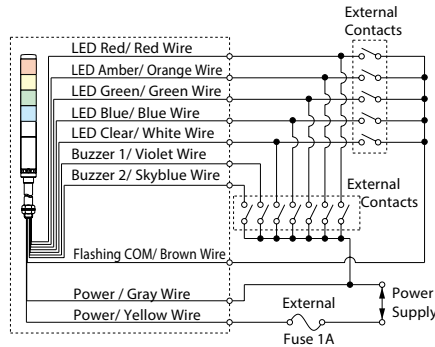 External
Contacts
LED Red/ Red Wire
LED Amber/ Orange Wire
LED Green/ Green Wire
LED Blue/ Blue Wire
LED Clear/ White Wire
Buzzer 1/ Violet Wire
Buzzer 2/ Skyblue Wire
External
Contacts
Flashing COM/ Brown Wire
Power / Gray Wire
Power/ Yellow Wire
External
Fuse 1A
Power
Supply